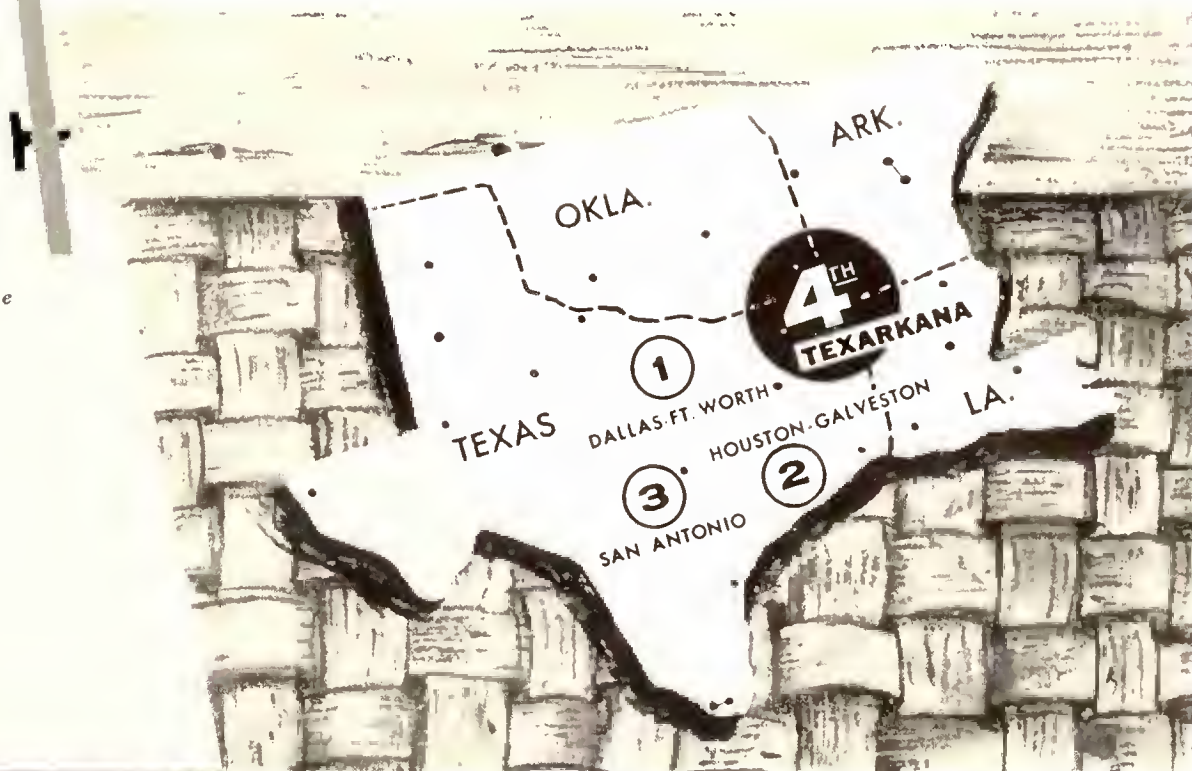 ARK.
OKLA.
4TH
TEXARKANA
1
DALLAS-FT. WORTH
TEXAS
HOUSTON-GALVESTON
LA.
3
2
SAN ANTONIO
e